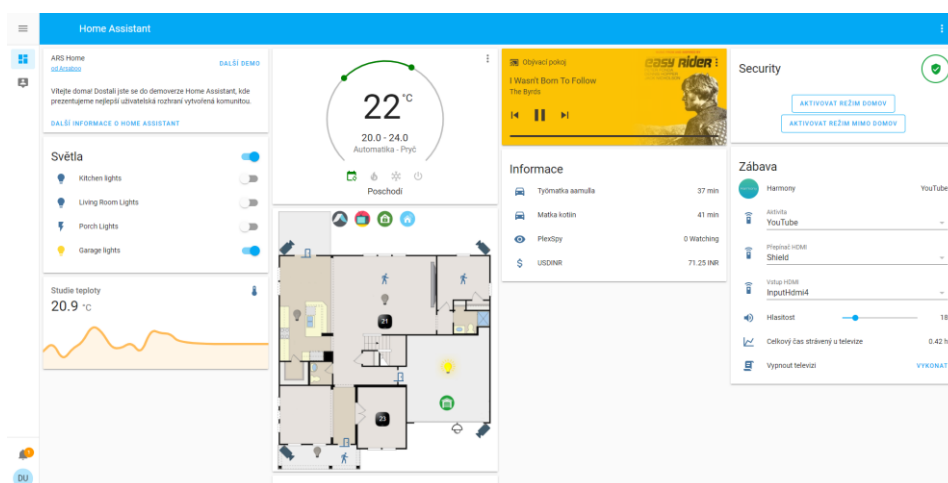 Home Assistant
ARS Home
od Arsaboo
DALŠÍ DEMO
Vítejte doma! Dostali jste se do demoverze Home Assistant, kde
prezentujeme nejlepší uživatelská rozhraní vytvořená komunitou.
DALŠÍ INFORMACE O HOME ASSISTANT
Světla
Kitchen lights
Living Room Lights
Porch Lights
Garage lights
Studie teploty
20.9 °C
22 °C
20.0 - 24.0
Automatika - Pryč
Poschodí
21
23
Obývací pokoj
easy Rider
I Wasn't Born To Follow
The Byrds
Informace
Työmatka aamulla 37 min
Matka kotiin 41 min
PlexSpy 0 Watching
USDINR 71.25 INR
Security
AKTIVOVAT REŽIM DOMOV
AKTIVOVAT REŽIM MIMO DOMOV
Zábava
Harmony YouTube
Aktivita
YouTube
Přepínač HDMI
Shield
Vstup HDMI
InputHdmi4
Hlasitost 18
Celkový čas strávený u televize 0.42 h
Vypnout televizi VYKONAT
DU